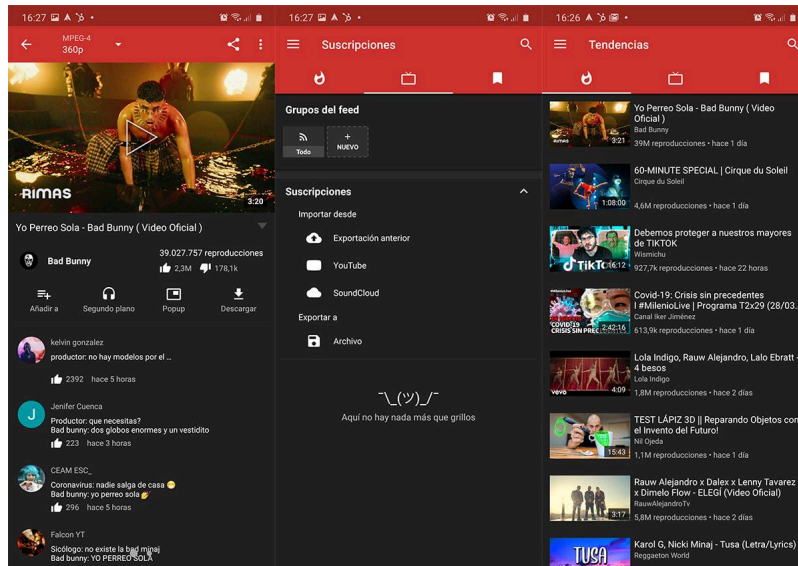 16:27
MPEG-4
360p
RIMAS
3:20
Yo Perreo Sola - Bad Bunny ( Video Oficial )
Bad Bunny
39.027.757 reproducciones
2,3M 178,1k
Añadir a Segundo plano Popup Descargar
kelvin gonzalez
productor: no hay modelos por el ...
2392 hace 5 horas
J
Jenifer Cuenca
Productor: que necesitas?
Bad bunny: dos globos enormes y un vestidito
223 hace 3 horas
CEAM ESC_
Coronavirus: nadie salga de casa 😷
Bad bunny: yo perreo sola 💅
296 hace 5 horas
Falcon YT
Sicólogo: no existe la bad minaj
Bad bunny: YO PERREO SOLA
16:27
Suscripciones
Grupos del feed
Todo
+
NUEVO
Suscripciones
Importar desde
Exportación anterior
YouTube
SoundCloud
Exportar a
Archivo
¯\_(ツ)_/¯
Aquí no hay nada más que grillos
16:26
Tendencias
RIMAS
3:21
Yo Perreo Sola - Bad Bunny ( Video
Oficial )
Bad Bunny
39M reproducciones • hace 1 día
1:08:00
60-MINUTE SPECIAL | Cirque du Soleil
Cirque du Soleil
4,6M reproducciones • hace 1 día
TikTok
16:12
Debemos proteger a nuestros mayores
de TIKTOK
Wismichu
927,7k reproducciones • hace 22 horas
#MilenioLive
COVID-19
CRISIS SIN PREC
2:42:16
Covid-19: Crisis sin precedentes
I #MilenioLive | Programa T2x29 (28/03...
Canal Iker Jiménez
613,9k reproducciones • hace 1 día
vevo
4:09
Lola Indigo, Rauw Alejandro, Lalo Ebratt -
4 besos
Lola Indigo
1,8M reproducciones • hace 2 días
15:43
TEST LÁPIZ 3D || Reparando Objetos con
el Invento del Futuro!
Nil Ojeda
1,1M reproducciones • hace 1 día
3:17
Rauw Alejandro x Dalex x Lenny Tavarez
x Dimelo Flow - ELEGÍ (Video Oficial)
RauwAlejandroTv
5,8M reproducciones • hace 2 días
TUSA
Karol G, Nicki Minaj - Tusa (Letra/Lyrics)
Reggaeton World